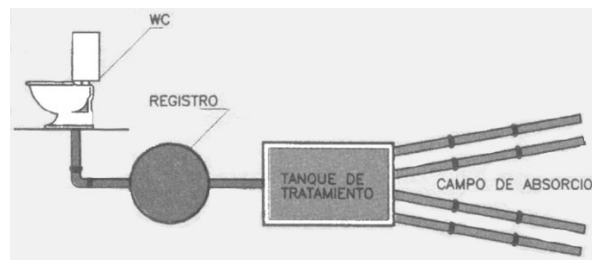 WC
REGISTRO
TANQUE DE
TRATAMIENTO
CAMPO DE ABSORCIO